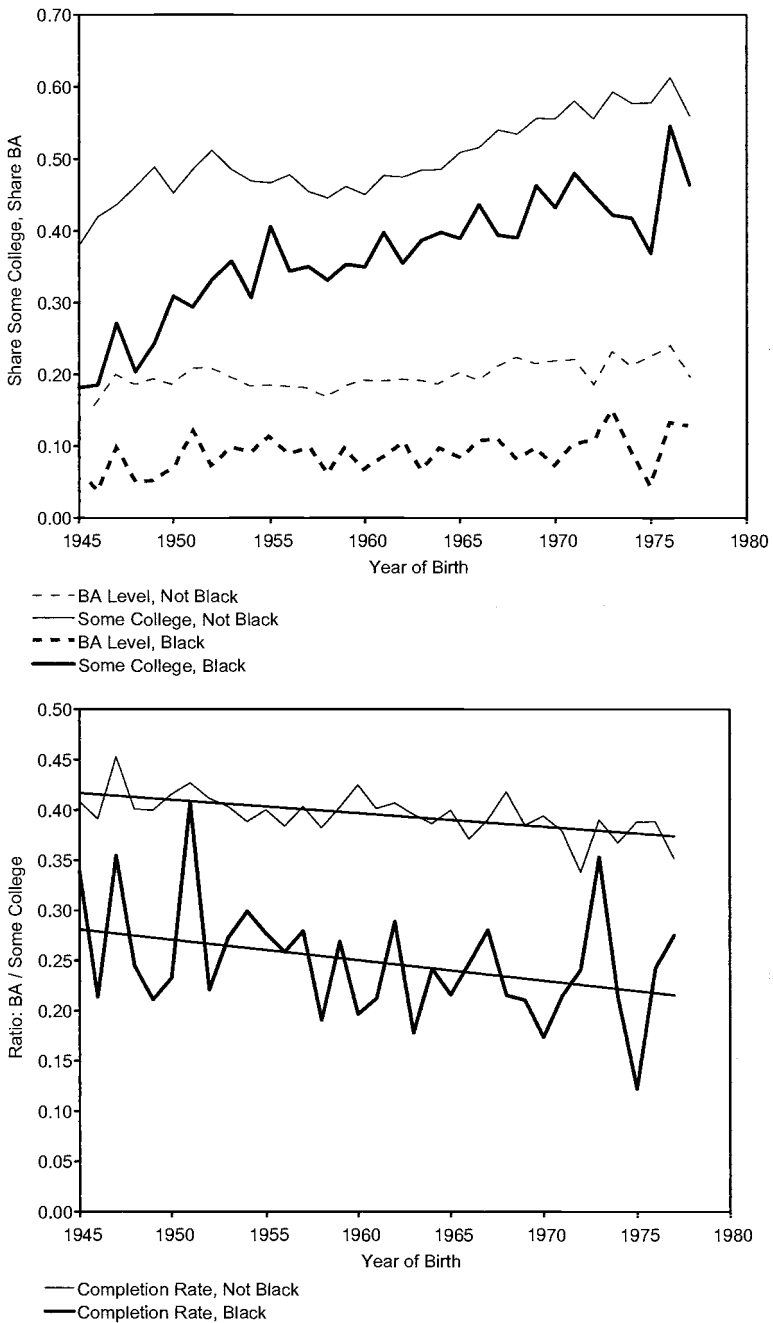 0.70
0.60
0.50
0.40
0.30
0.20
0.10
0.00
Share Some College, Share BA
1945 1950 1955 1960 1965 1970 1975 1980
Year of Birth
BA Level, Not Black
Some College, Not Black
BA Level, Black
Some College, Black
0.50
0.45
0.40
0.35
0.30
0.25
0.20
0.15
0.10
0.05
0.00
Ratio: BA / Some College
1945 1950 1955 1960 1965 1970 1975 1980
Year of Birth
Completion Rate, Not Black
Completion Rate, Black